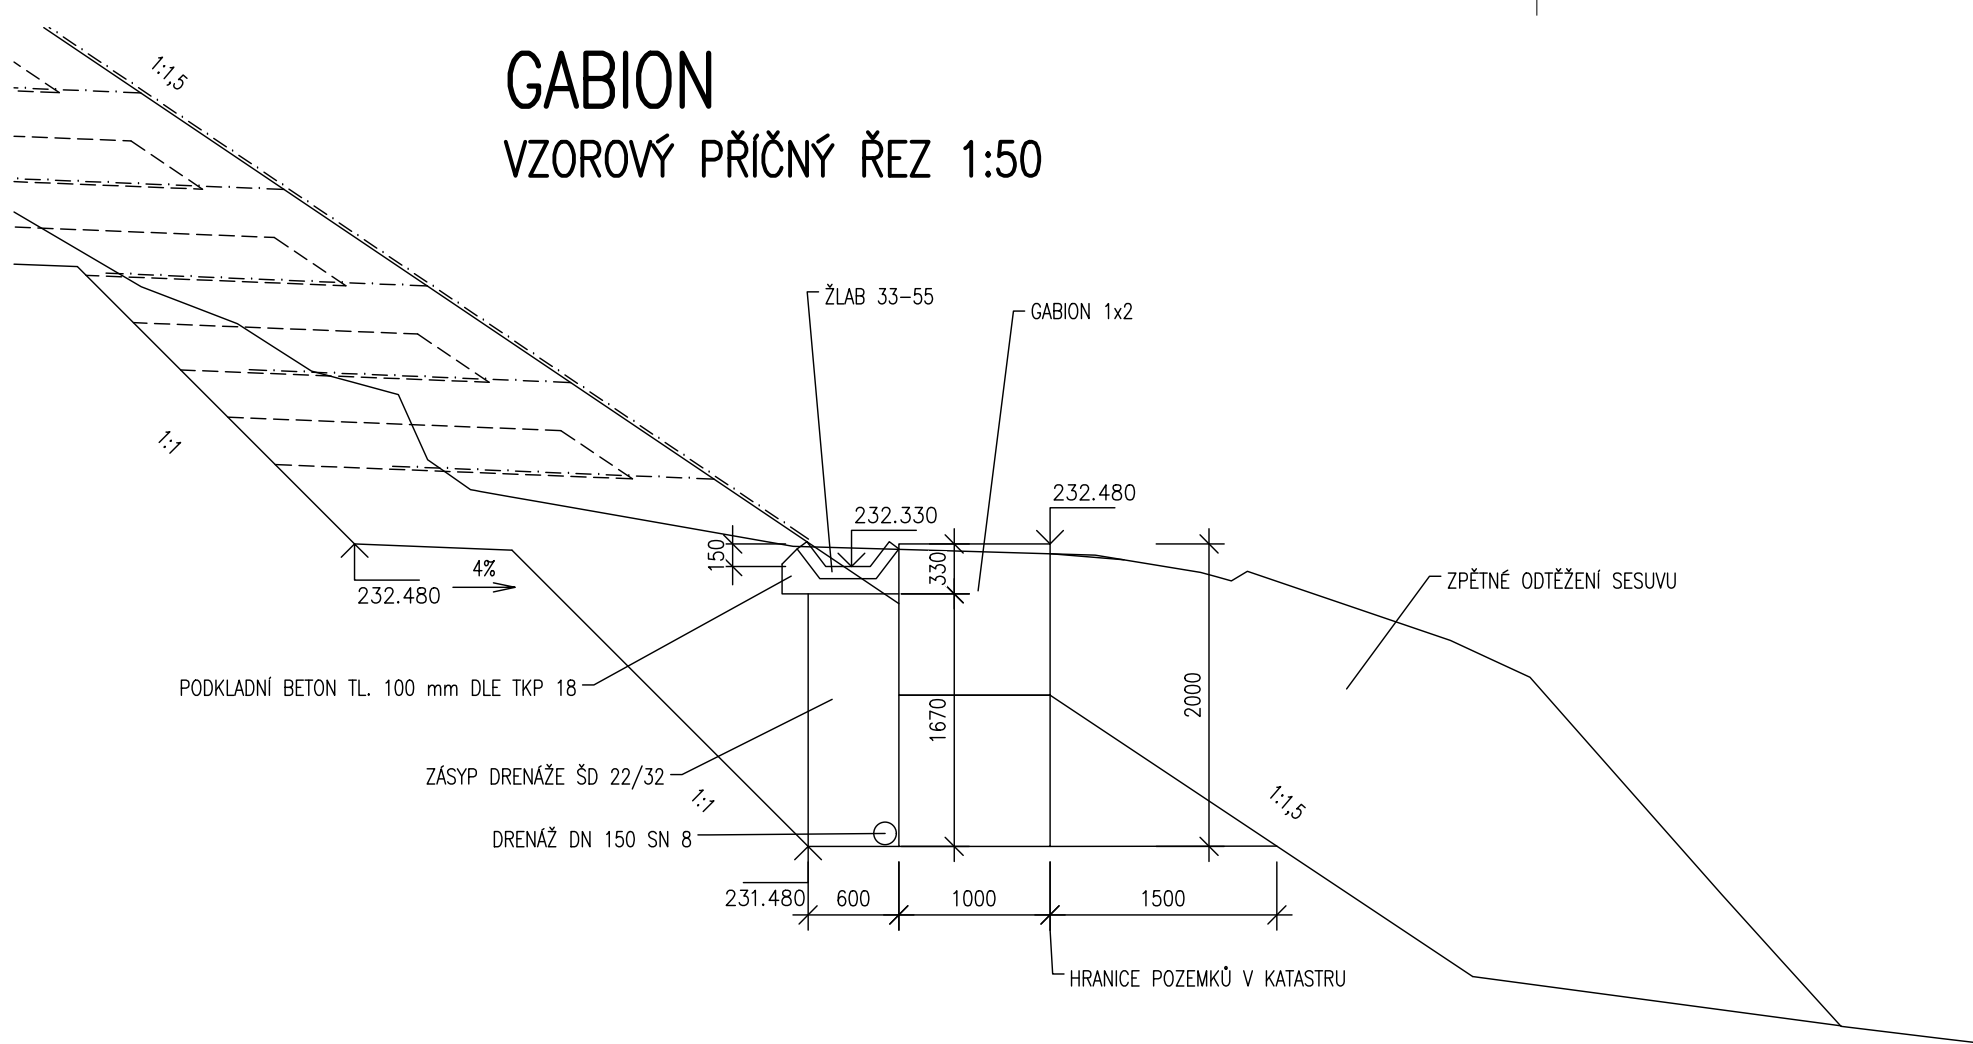 GABION
VZOROVÝ PŘÍČNÝ ŘEZ 1:50
1:1,5
ŽLAB 33-55
GABION 1x2
1:1
232.480
232.330
150
330
4%
232.480
ZPĚTNÉ ODTĚŽENÍ SESUVU
PODKLADNÍ BETON TL. 100 mm DLE TKP 18
1670
2000
ZÁSYP DRENÁŽE ŠD 22/32
1:1
1:1,5
DRENÁŽ DN 150 SN 8
231.480
600
1000
1500
HRANICE POZEMKŮ V KATASTRU